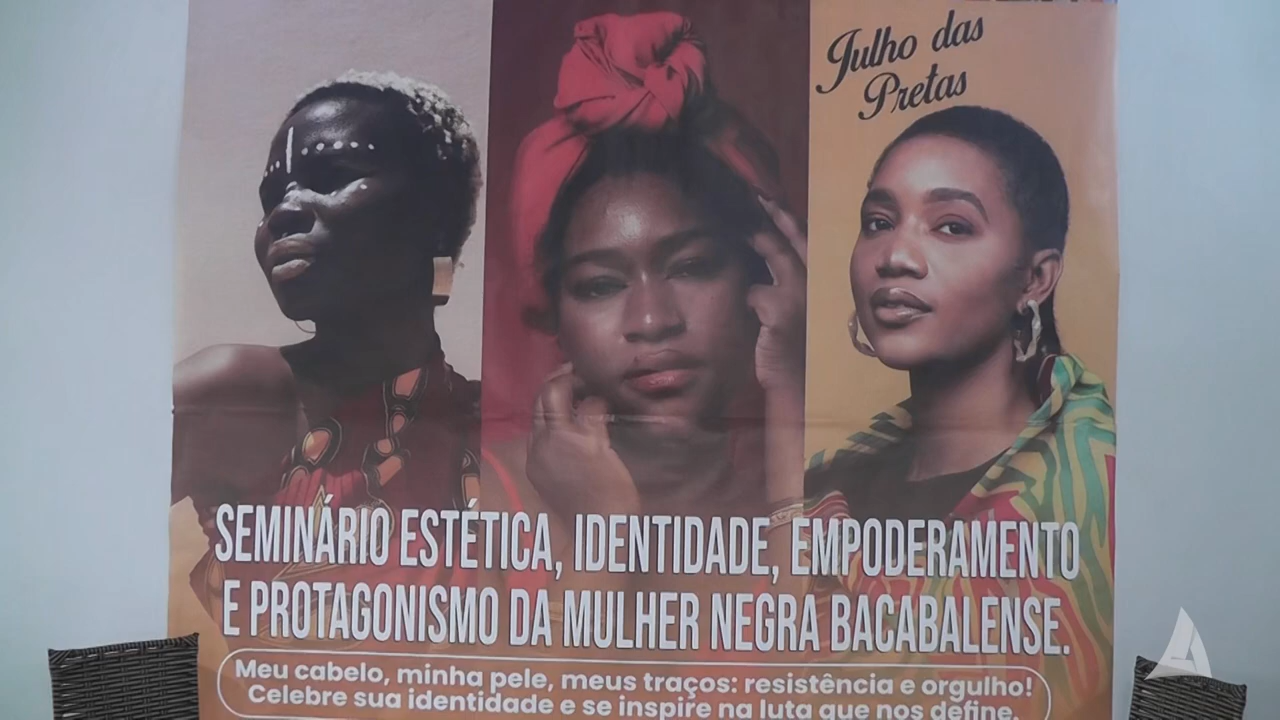 Julho das
Pretas
SEMINÁRIO ESTÉTICA, IDENTIDADE, EMPODERAMENTO
E PROTAGONISMO DA MULHER NEGRA BACABALENSE.
Meu cabelo, minha pele, meus traços: resistência e orgulho!
Celebre sua identidade e se inspire na luta que nos define.